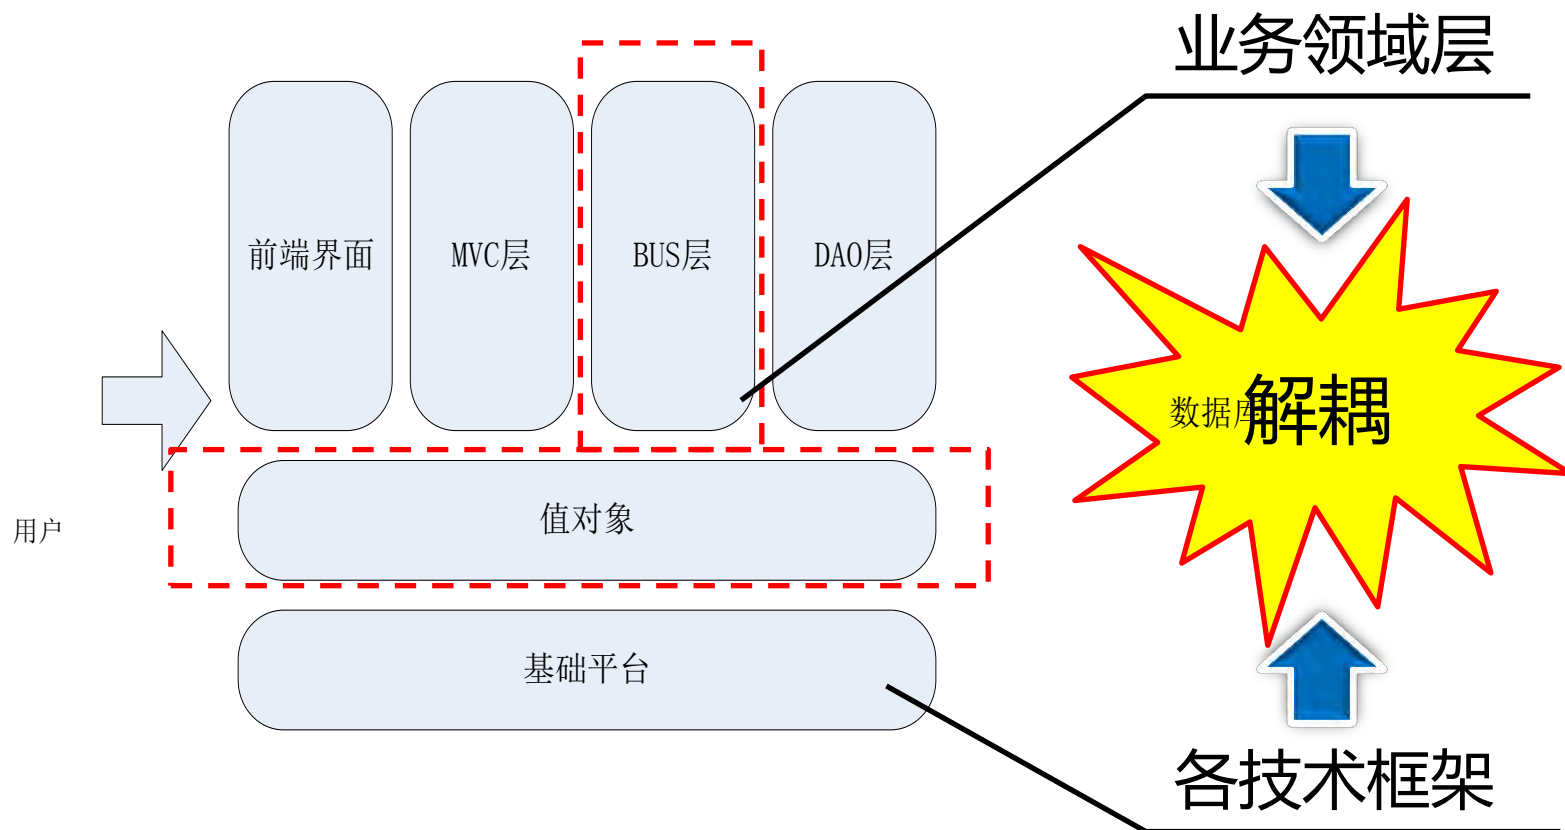 业务领域层
前端界面
MVC层
BUS层
DAO层
数据库
解耦
值对象
用户
基础平台
各技术框架